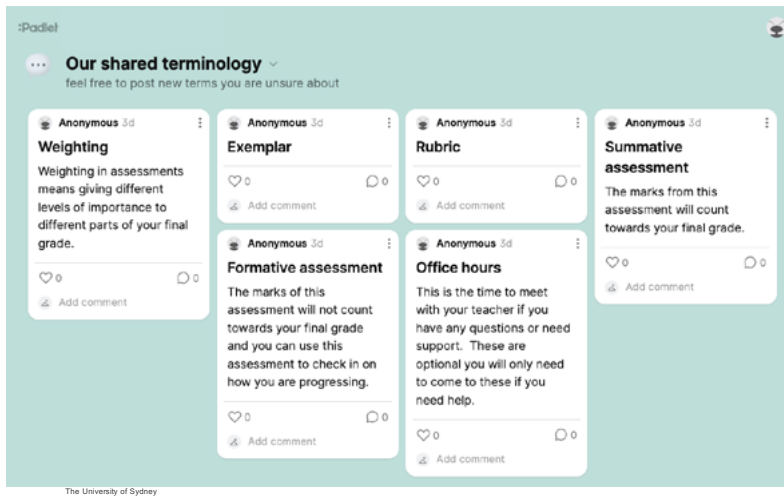 :Padlet
Our shared terminology
feel free to post new terms you are unsure about
Anonymous 3d
Weighting
Weighting in assessments
means giving different
levels of importance to
different parts of your final
grade.
0 0
Add comment
Anonymous 3d
Exemplar
0 0
Add comment
Anonymous 3d
Formative assessment
The marks of this
assessment will not count
towards your final grade
and you can use this
assessment to check in on
how you are progressing.
0 0
Add comment
Anonymous 3d
Rubric
0 0
Add comment
Anonymous 3d
Office hours
This is the time to meet
with your teacher if you
have any questions or need
support. These are
optional you will only need
to come to these if you
need help.
0 0
Add comment
Anonymous 3d
Summative
assessment
The marks from this
assessment will count
towards your final grade.
0 0
Add comment
The University of Sydney